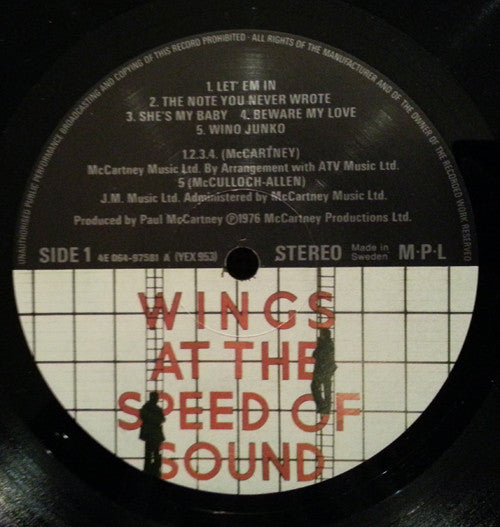 UNAUTHORISED PUBLIC PERFORMANCE BROADCASTING AND COPYING OF THIS RECORD PROHIBITED · ALL RIGHTS OF THE MANUFACTURER AND OF THE OWNER OF THE RECORDED WORK RESERVED
1. LET' EM IN
2. THE NOTE YOU NEVER WROTE
3. SHE'S MY BABY 4. BEWARE MY LOVE
5. WINO JUNKO
1.2.3.4. (McCARTNEY)
McCartney Music Ltd. By Arrangement with ATV Music Ltd.
5 (McCULLOCH-ALLEN)
J.M. Music Ltd. Administered by McCartney Music Ltd.
Produced by Paul McCartney ℗1976 McCartney Productions Ltd.
SIDE 1 4E 064-97581 A (YEX 953) STEREO Made in Sweden M·P·L
WINGS
AT THE
SPEED OF
SOUND